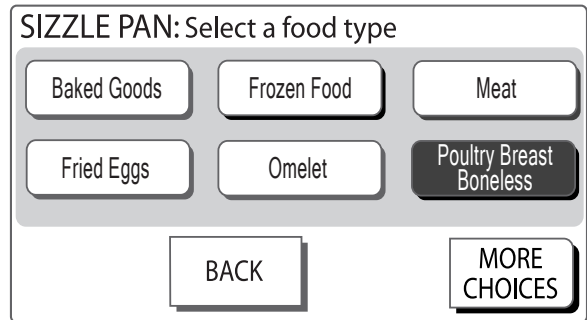 SIZZLE PAN: Select a food type
Baked Goods
Frozen Food
Meat
Fried Eggs
Omelet
Poultry Breast
Boneless
BACK
MORE
CHOICES